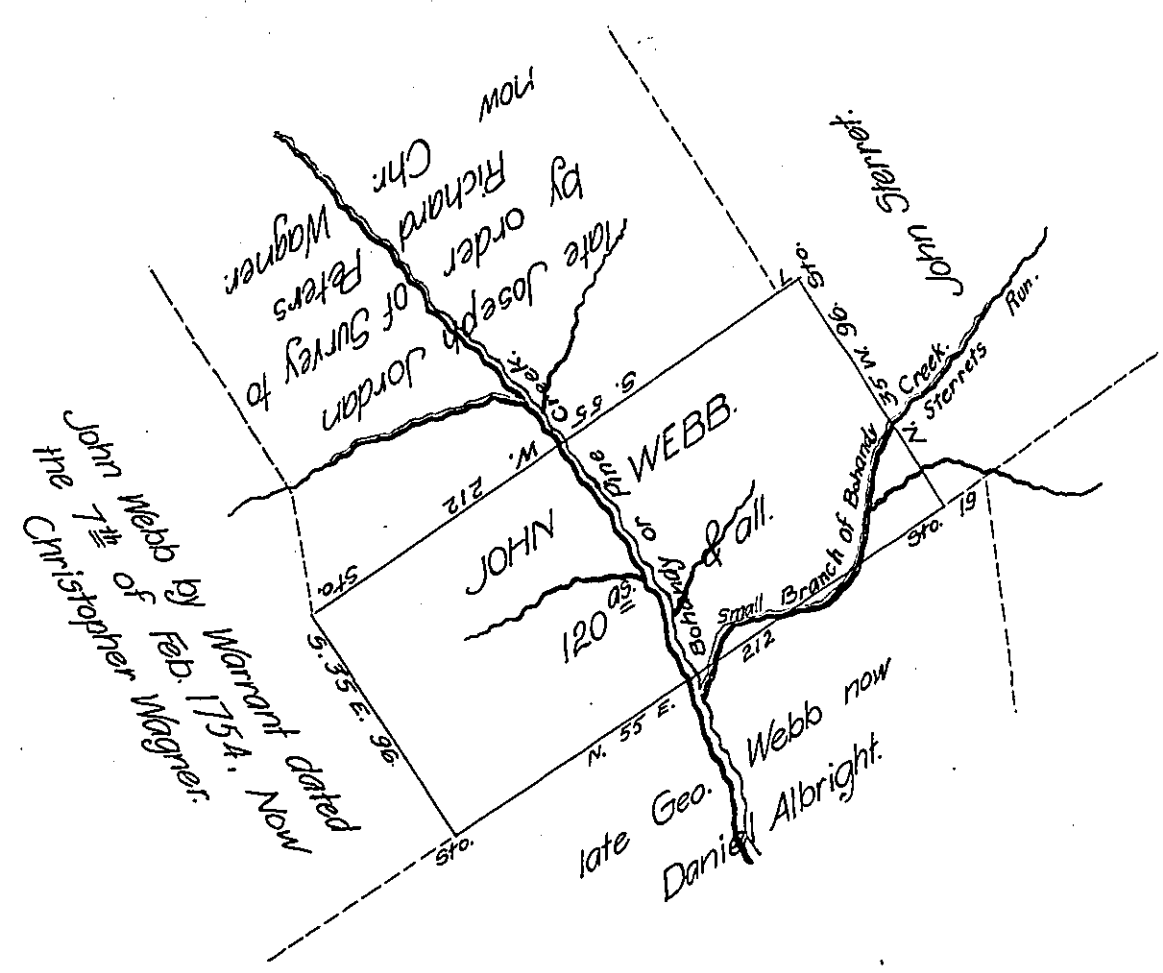 now
Chr. Wagner.
by order of Survey to
Richard Peters
late Joseph Jordan
John Sterret.
Sto.
S. 55 W. 212
Sto.
N. 35 W. 96.
Sterrets Run.
Bohandy or Pine Creek.
JOHN WEBB.
120 a.s & all.
Small Branch of Bohandy Creek.
Sto.
19
S. 35 E. 96.
N. 55 E. 212
Sto.
John Webb by Warrant dated
the 7th of Feb. 1754. Now
Christopher Wagner.
late Geo. Webb now
Daniel Albright.